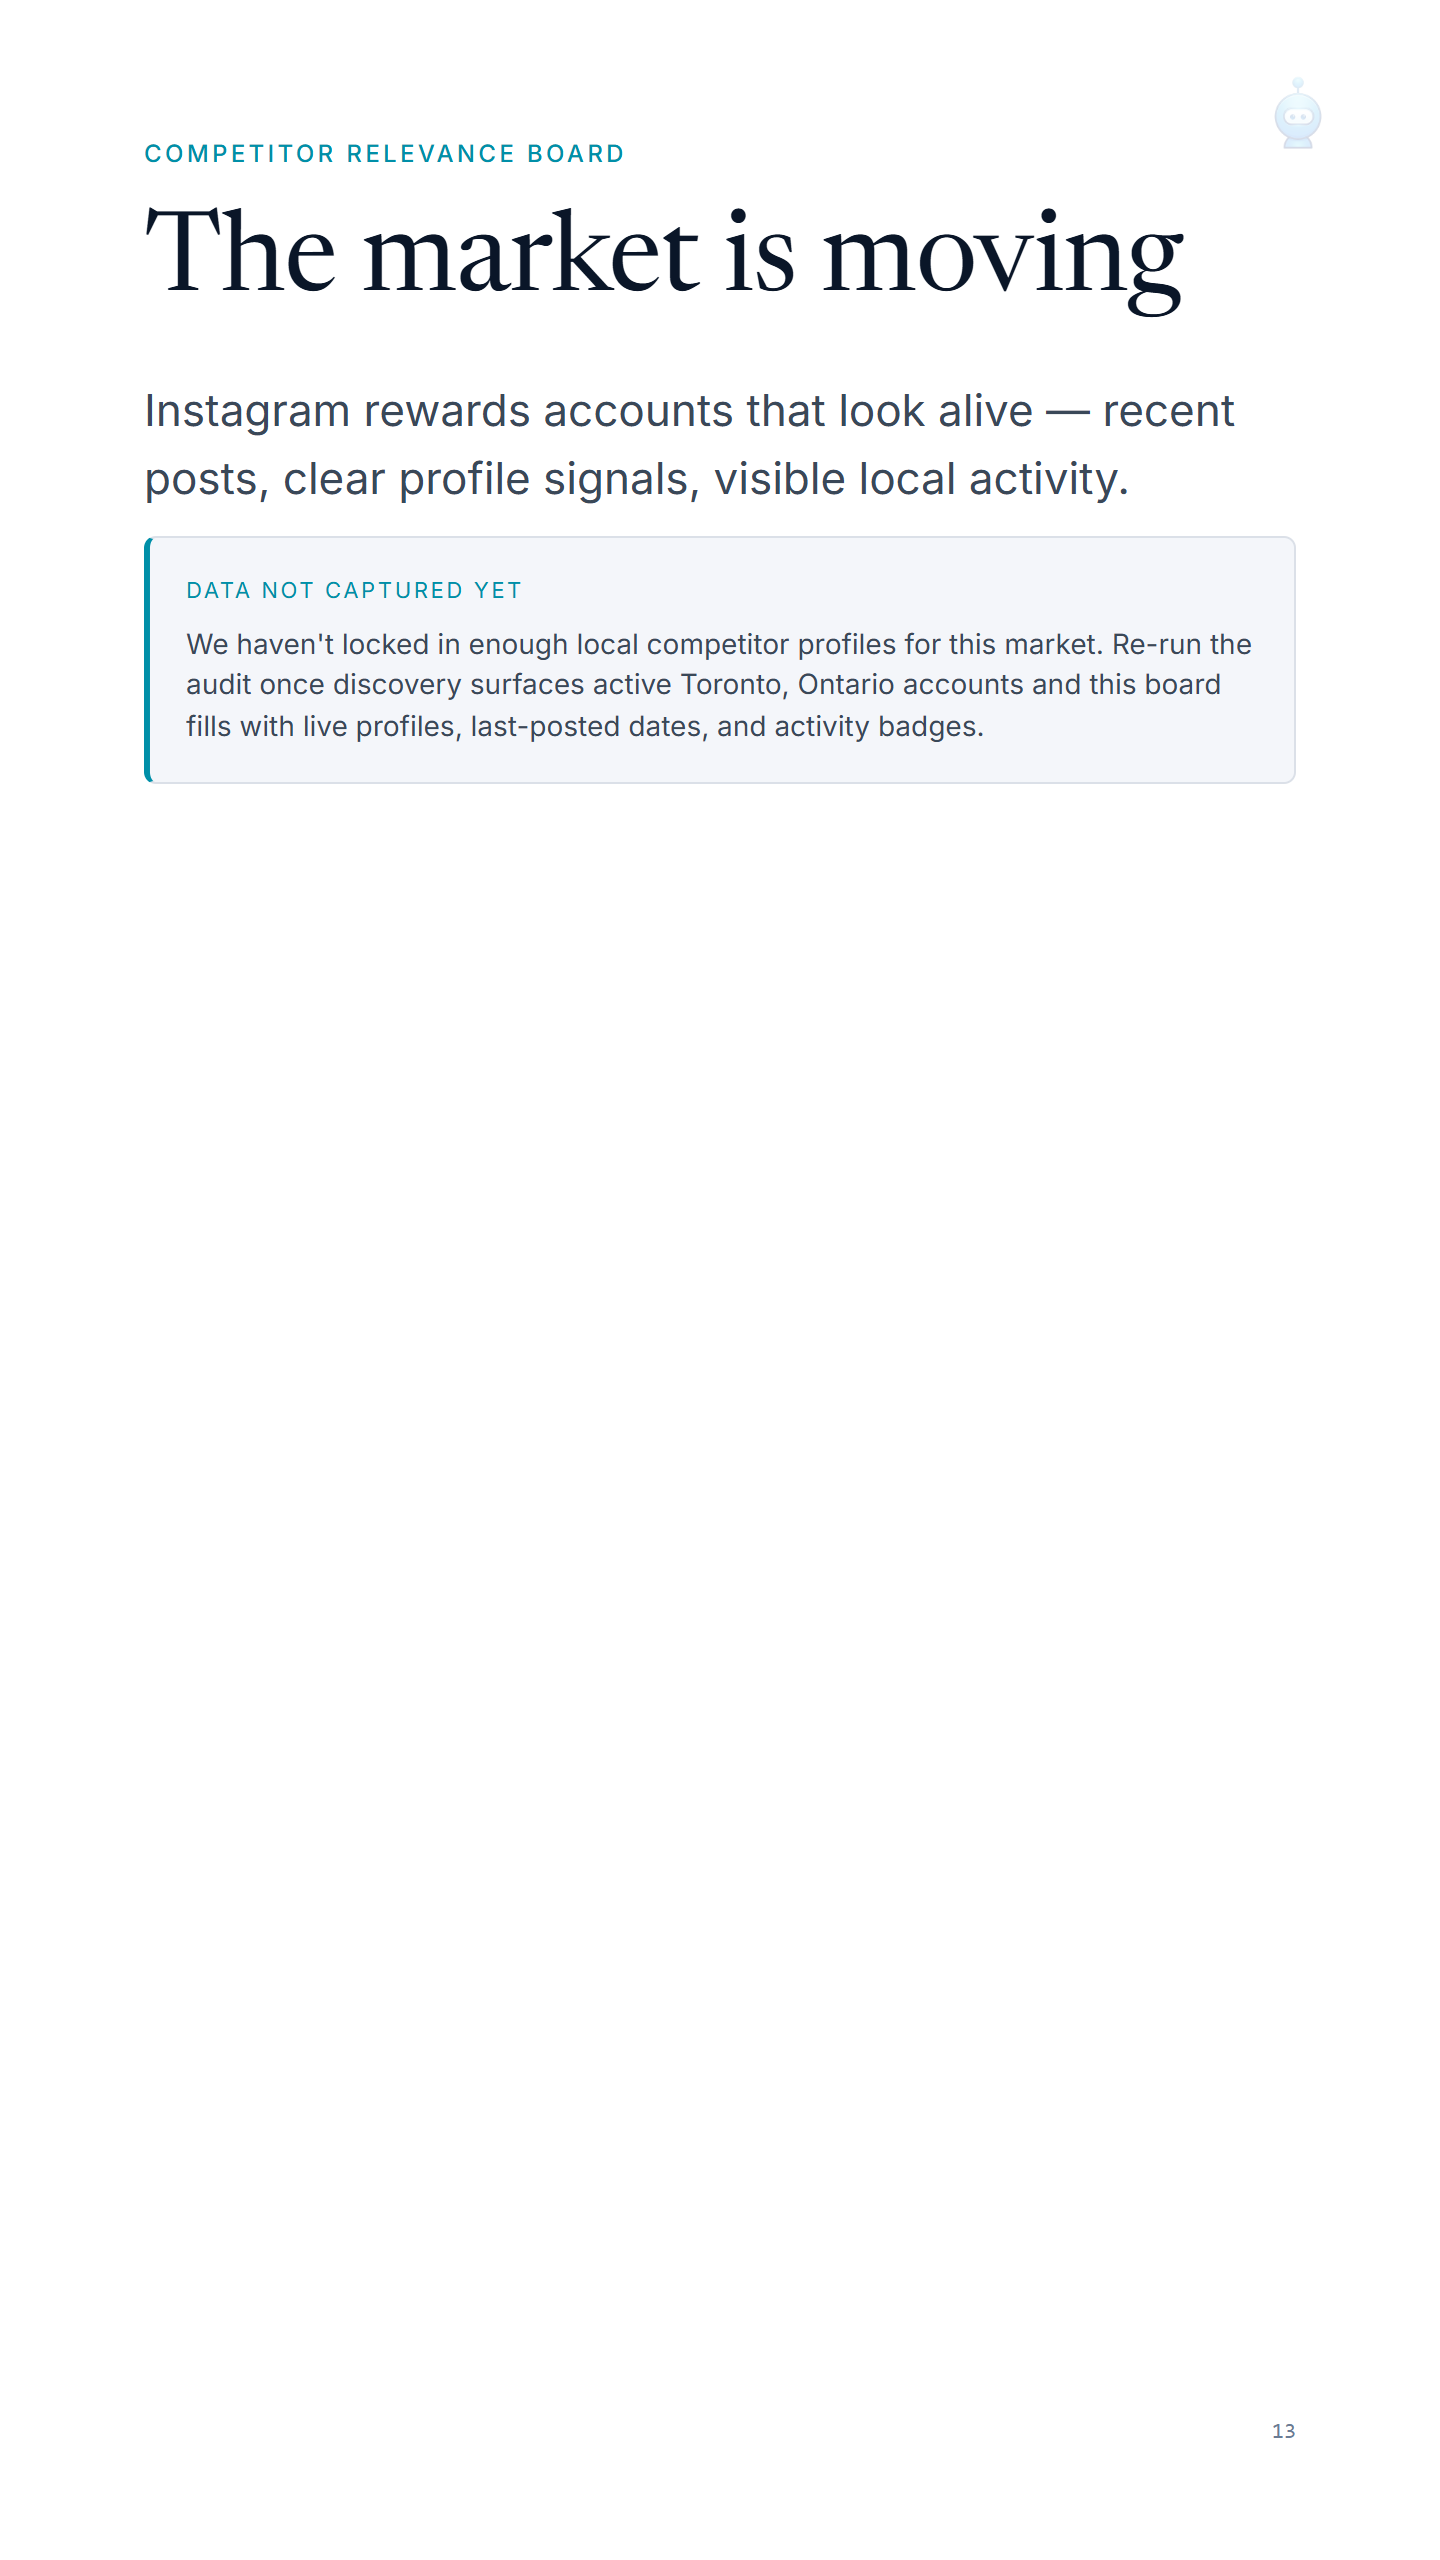 COMPETITOR RELEVANCE BOARD
The market is moving
Instagram rewards accounts that look alive — recent
posts, clear profile signals, visible local activity.
DATA NOT CAPTURED YET
We haven't locked in enough local competitor profiles for this market. Re-run the
audit once discovery surfaces active Toronto, Ontario accounts and this board
fills with live profiles, last-posted dates, and activity badges.
13